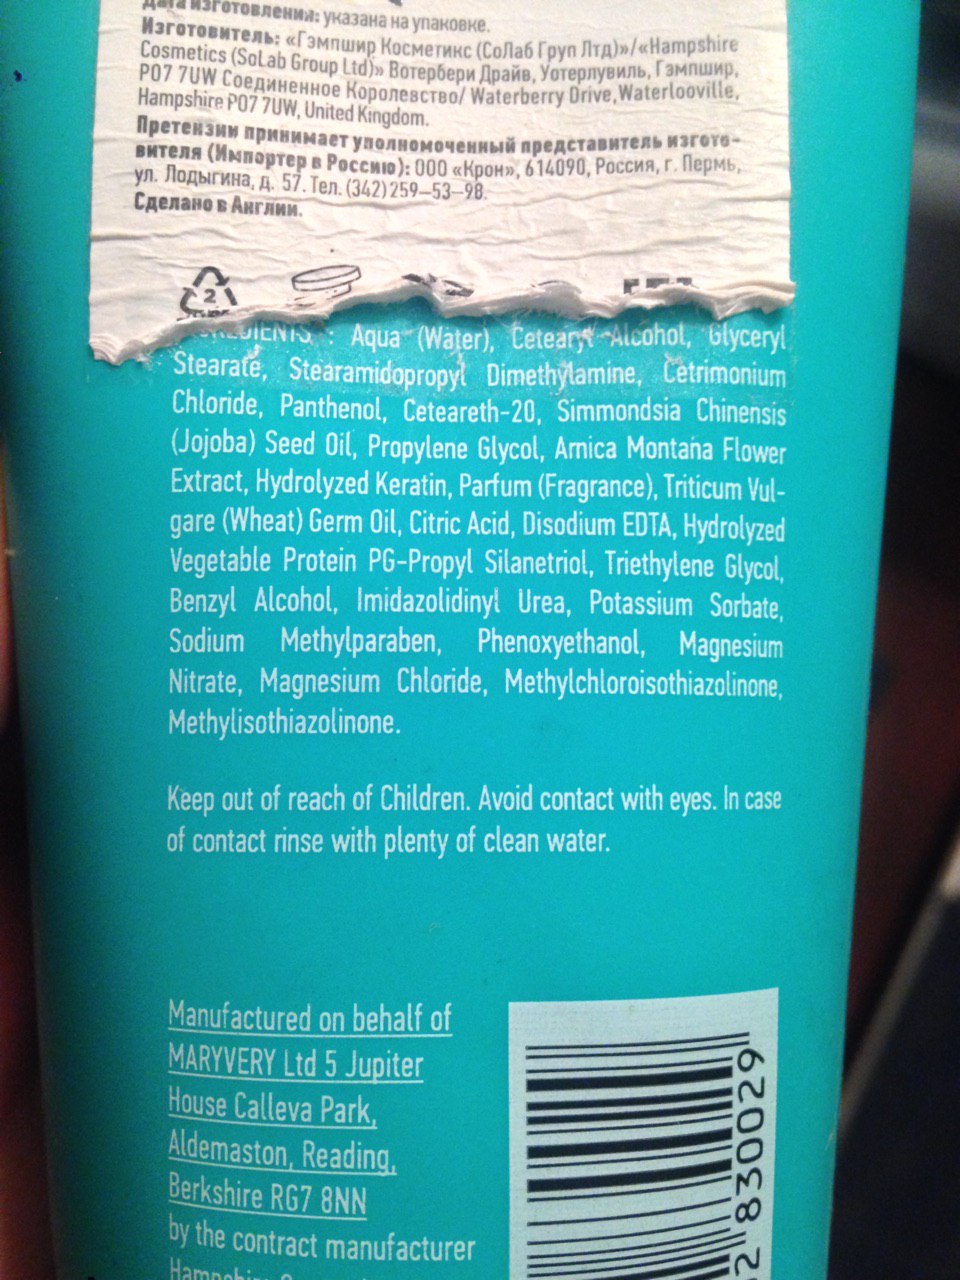 Дата изготовления: указана на упаковке.
Изготовитель: «Гэмпшир Косметикс (СоЛаб Груп Лтд)»/«Hampshire
Cosmetics (SoLab Group Ltd)» Вотербери Драйв, Уотерлувиль, Гэмпшир,
PO7 7UW Соединенное Королевство/ Waterberry Drive, Waterlooville,
Hampshire PO7 7UW, United Kingdom.
Претензии принимает уполномоченный представитель изгото-
вителя (Импортер в Россию): ООО «Крон», 614090, Россия, г. Пермь,
ул. Лодыгина, д. 57. Тел. (342) 259–53–98.
Сделано в Англии.
2
INGREDIENTS : Aqua (Water), Cetearyl Alcohol, Glyceryl
Stearate, Stearamidopropyl Dimethylamine, Cetrimonium
Chloride, Panthenol, Ceteareth-20, Simmondsia Chinensis
(Jojoba) Seed Oil, Propylene Glycol, Arnica Montana Flower
Extract, Hydrolyzed Keratin, Parfum (Fragrance), Triticum Vul-
gare (Wheat) Germ Oil, Citric Acid, Disodium EDTA, Hydrolyzed
Vegetable Protein PG-Propyl Silanetriol, Triethylene Glycol,
Benzyl Alcohol, Imidazolidinyl Urea, Potassium Sorbate,
Sodium Methylparaben, Phenoxyethanol, Magnesium
Nitrate, Magnesium Chloride, Methylchloroisothiazolinone,
Methylisothiazolinone.
Keep out of reach of Children. Avoid contact with eyes. In case
of contact rinse with plenty of clean water.
Manufactured on behalf of
MARYVERY Ltd 5 Jupiter
House Calleva Park,
Aldemaston, Reading,
Berkshire RG7 8NN
by the contract manufacturer
2 830029